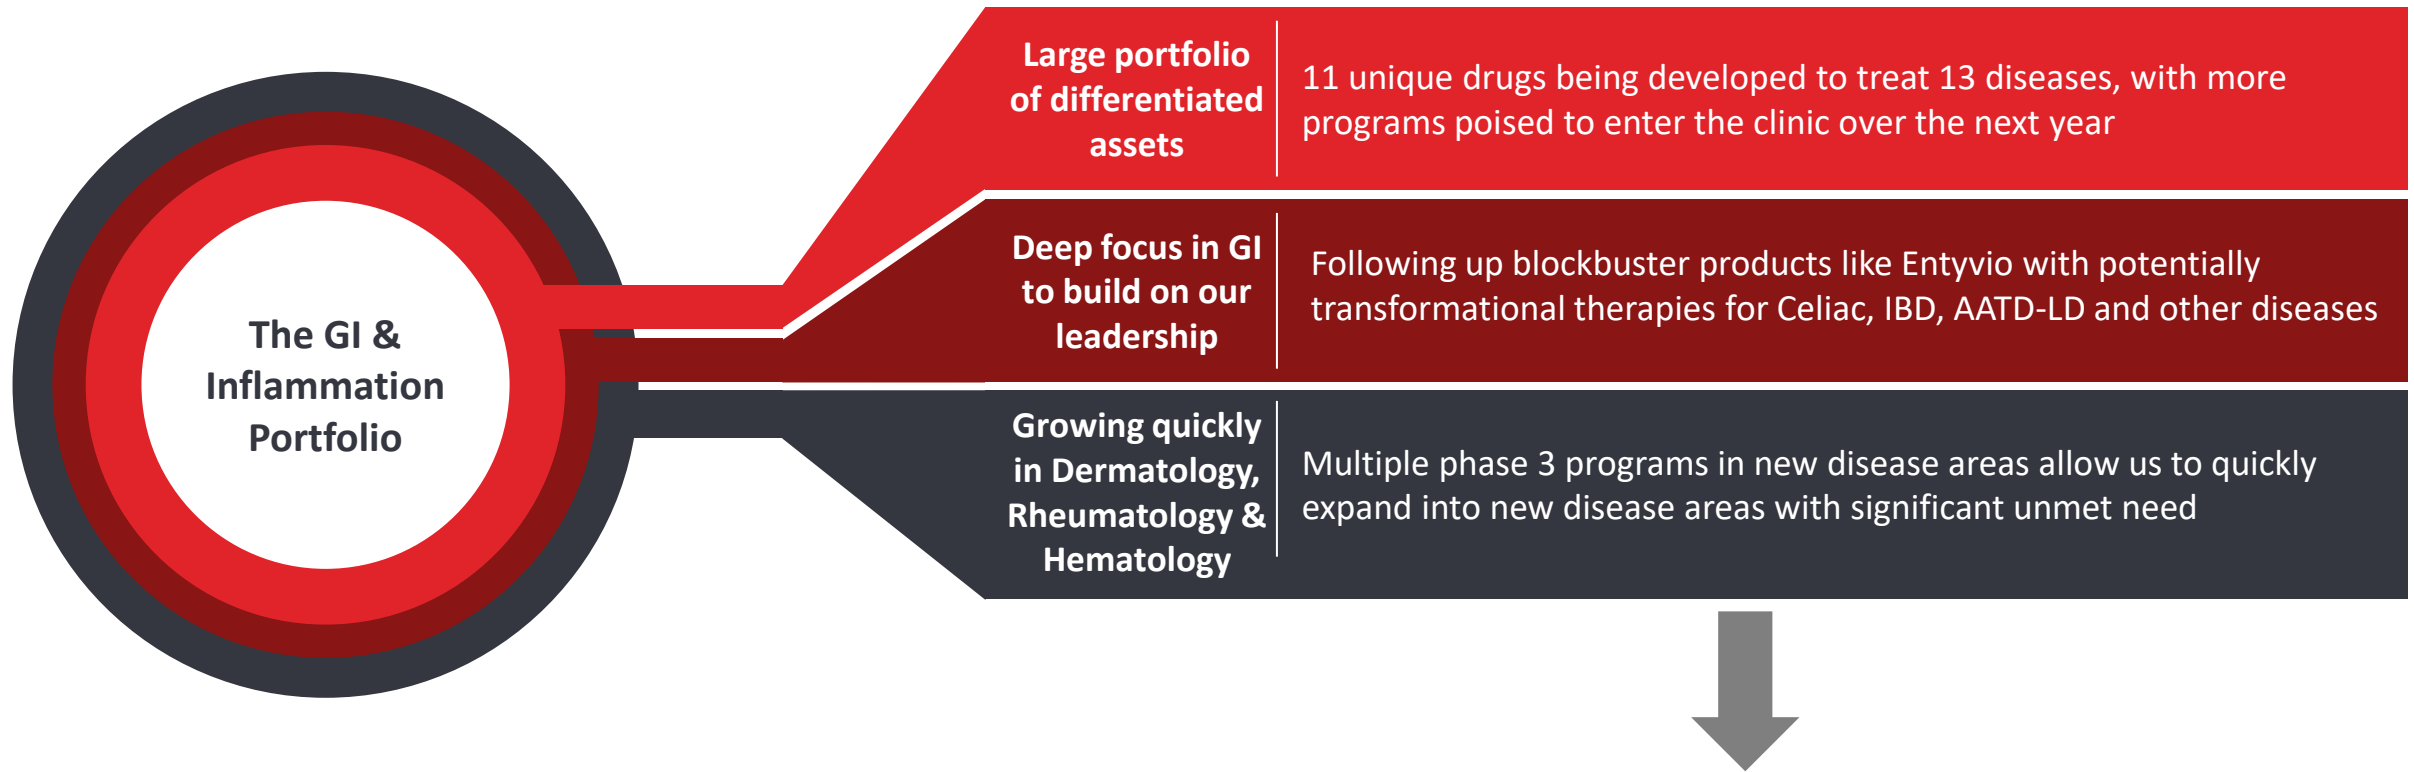 The GI &
Inflammation
Portfolio
Large portfolio
of differentiated
assets
11 unique drugs being developed to treat 13 diseases, with more
programs poised to enter the clinic over the next year
Deep focus in GI
to build on our
leadership
Following up blockbuster products like Entyvio with potentially
transformational therapies for Celiac, IBD, AATD-LD and other diseases
Growing quickly
in Dermatology,
Rheumatology &
Hematology
Multiple phase 3 programs in new disease areas allow us to quickly
expand into new disease areas with significant unmet need